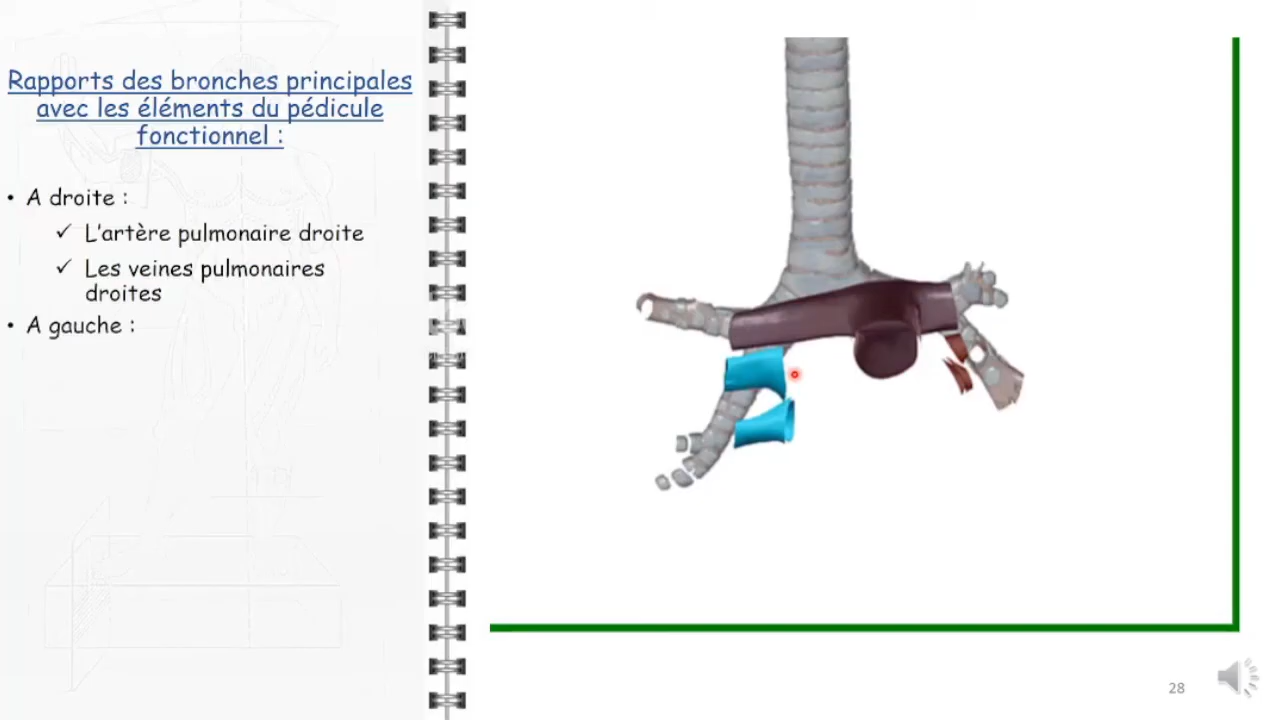 Rapports des bronches principales
avec les éléments du pédicule
fonctionnel :
• A droite :
✓ L'artère pulmonaire droite
✓ Les veines pulmonaires
droites
• A gauche :
28